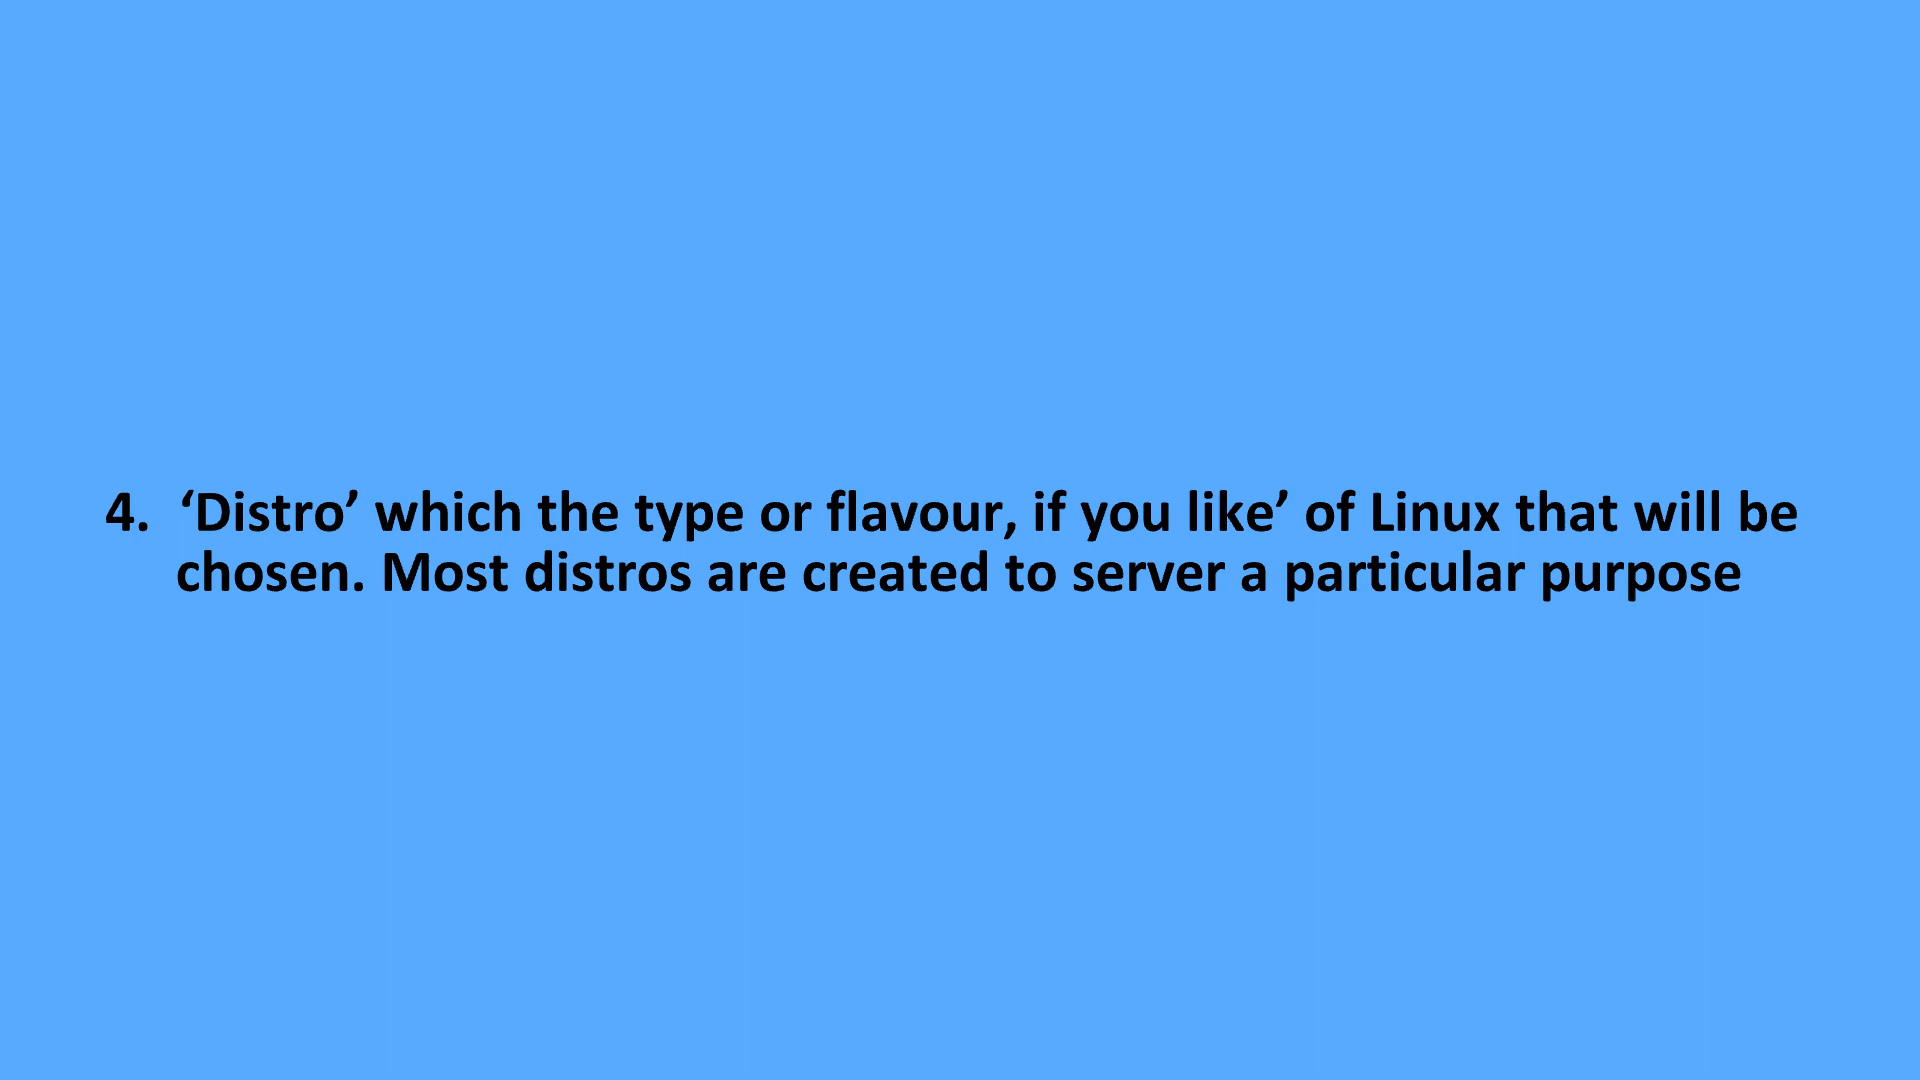 4. ‘Distro’ which the type or flavour, if you like’ of Linux that will be
chosen. Most distros are created to server a particular purpose